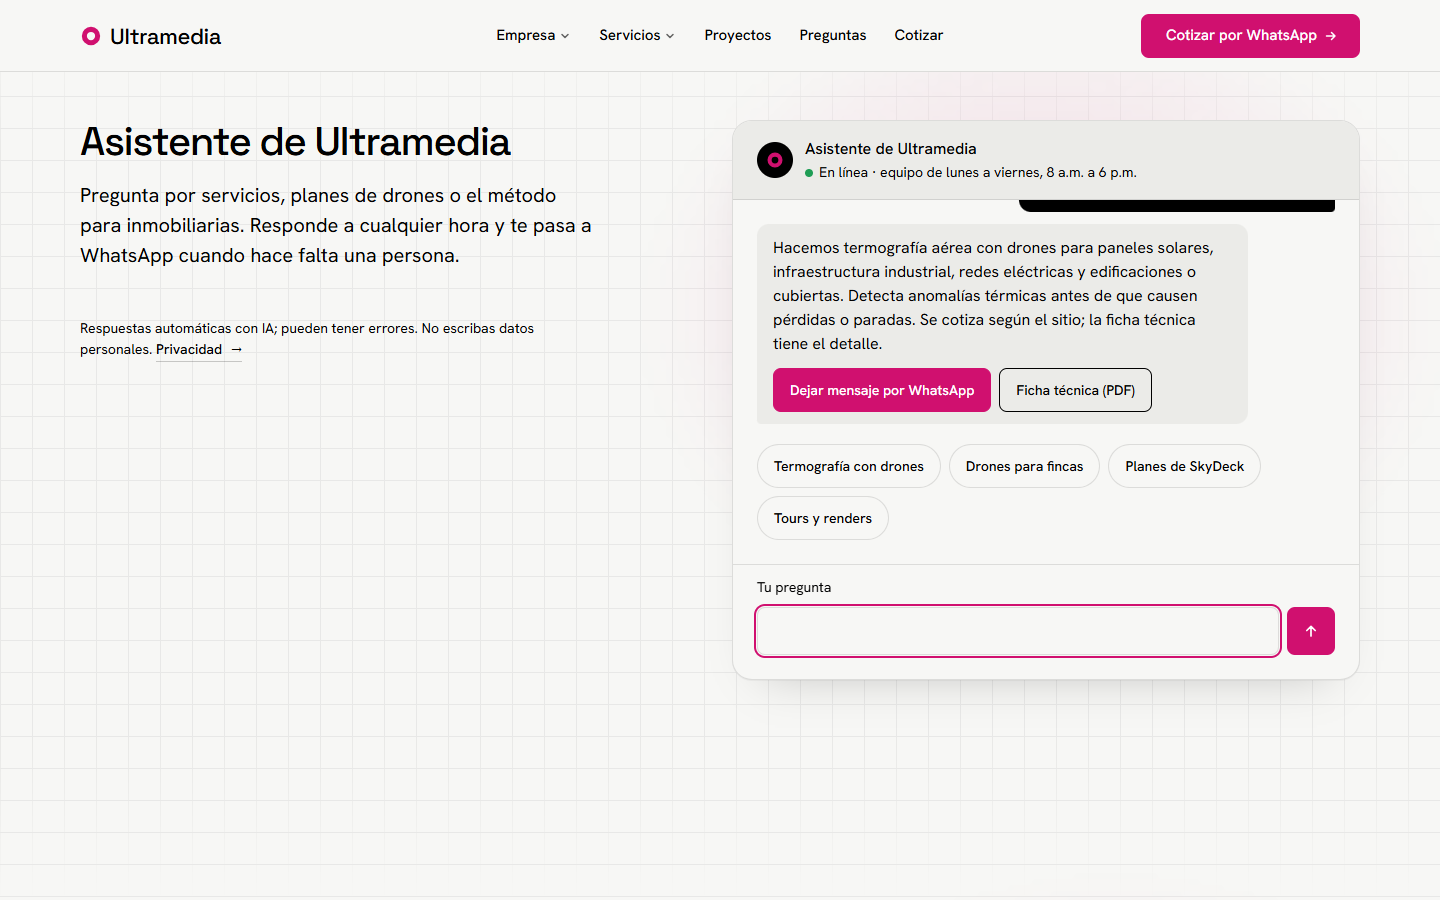 Ultramedia
Empresa
Servicios
Proyectos
Preguntas
Cotizar
Cotizar por WhatsApp →
Asistente de Ultramedia
Pregunta por servicios, planes de drones o el método
para inmobiliarias. Responde a cualquier hora y te pasa a
WhatsApp cuando hace falta una persona.
Respuestas automáticas con IA; pueden tener errores. No escribas datos
personales. Privacidad →
Asistente de Ultramedia
En línea · equipo de lunes a viernes, 8 a.m. a 6 p.m.
Hacemos termografía aérea con drones para paneles solares,
infraestructura industrial, redes eléctricas y edificaciones o
cubiertas. Detecta anomalías térmicas antes de que causen
pérdidas o paradas. Se cotiza según el sitio; la ficha técnica
tiene el detalle.
Dejar mensaje por WhatsApp
Ficha técnica (PDF)
Termografía con drones
Drones para fincas
Planes de SkyDeck
Tours y renders
Tu pregunta